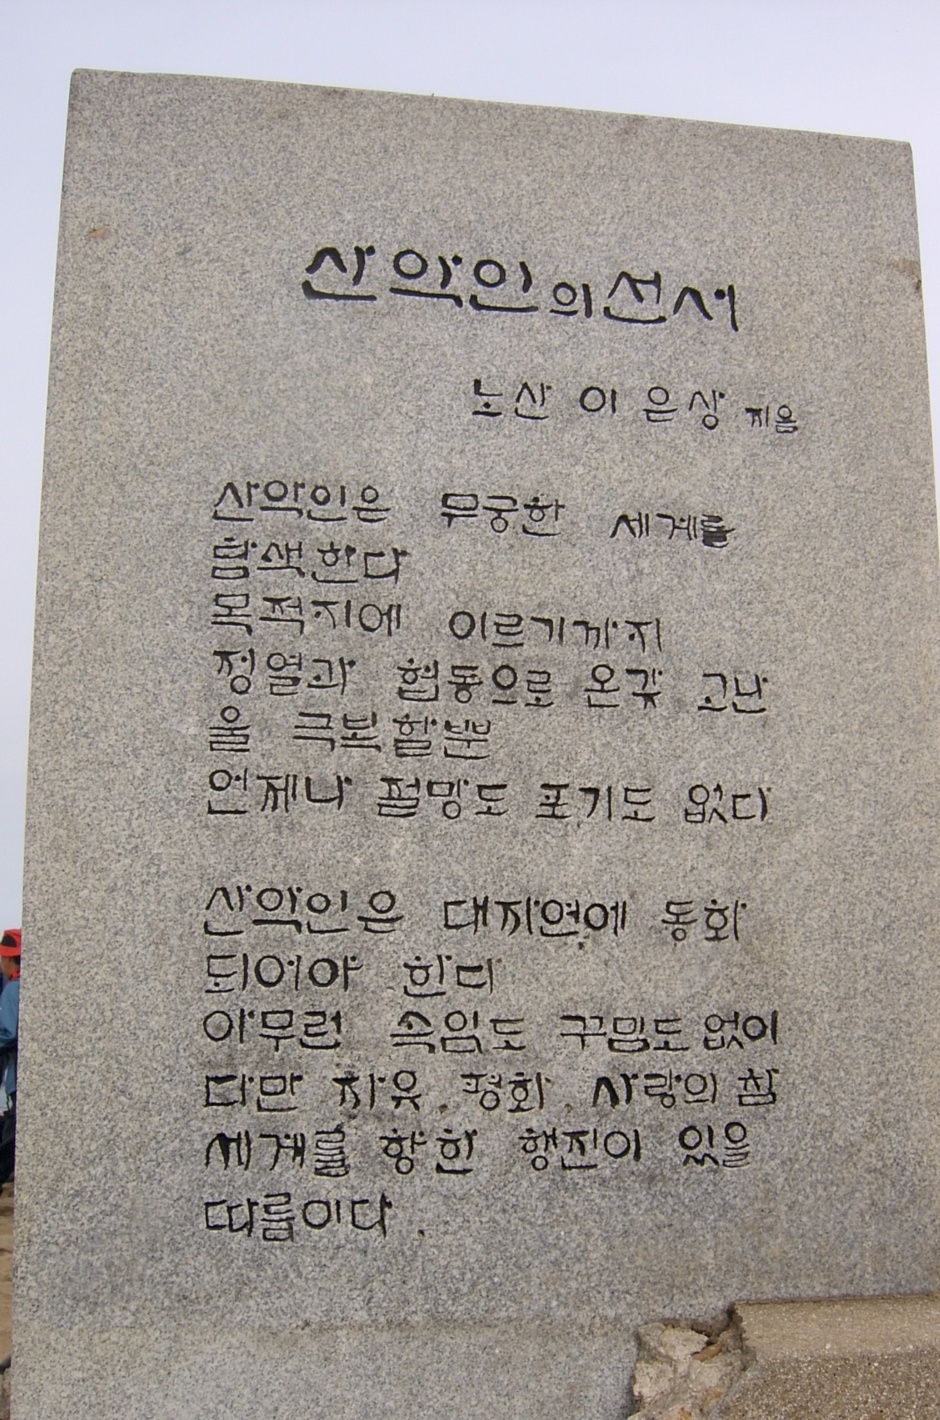 산악인의 선서
노산 이 은상 지음
산악인은 무궁한 세계를
탐색한다
목적지에 이르기까지
정열과 협동으로 온갖 고난
을 극복할뿐
언제나 절망도 포기도 없다
산악인은 대자연에 동화
되어야 한다
아무런 속임도 꾸밈도 없이
다만 자유. 평화. 사랑의 참
세계를 향한 행진이 있을
따름이다.